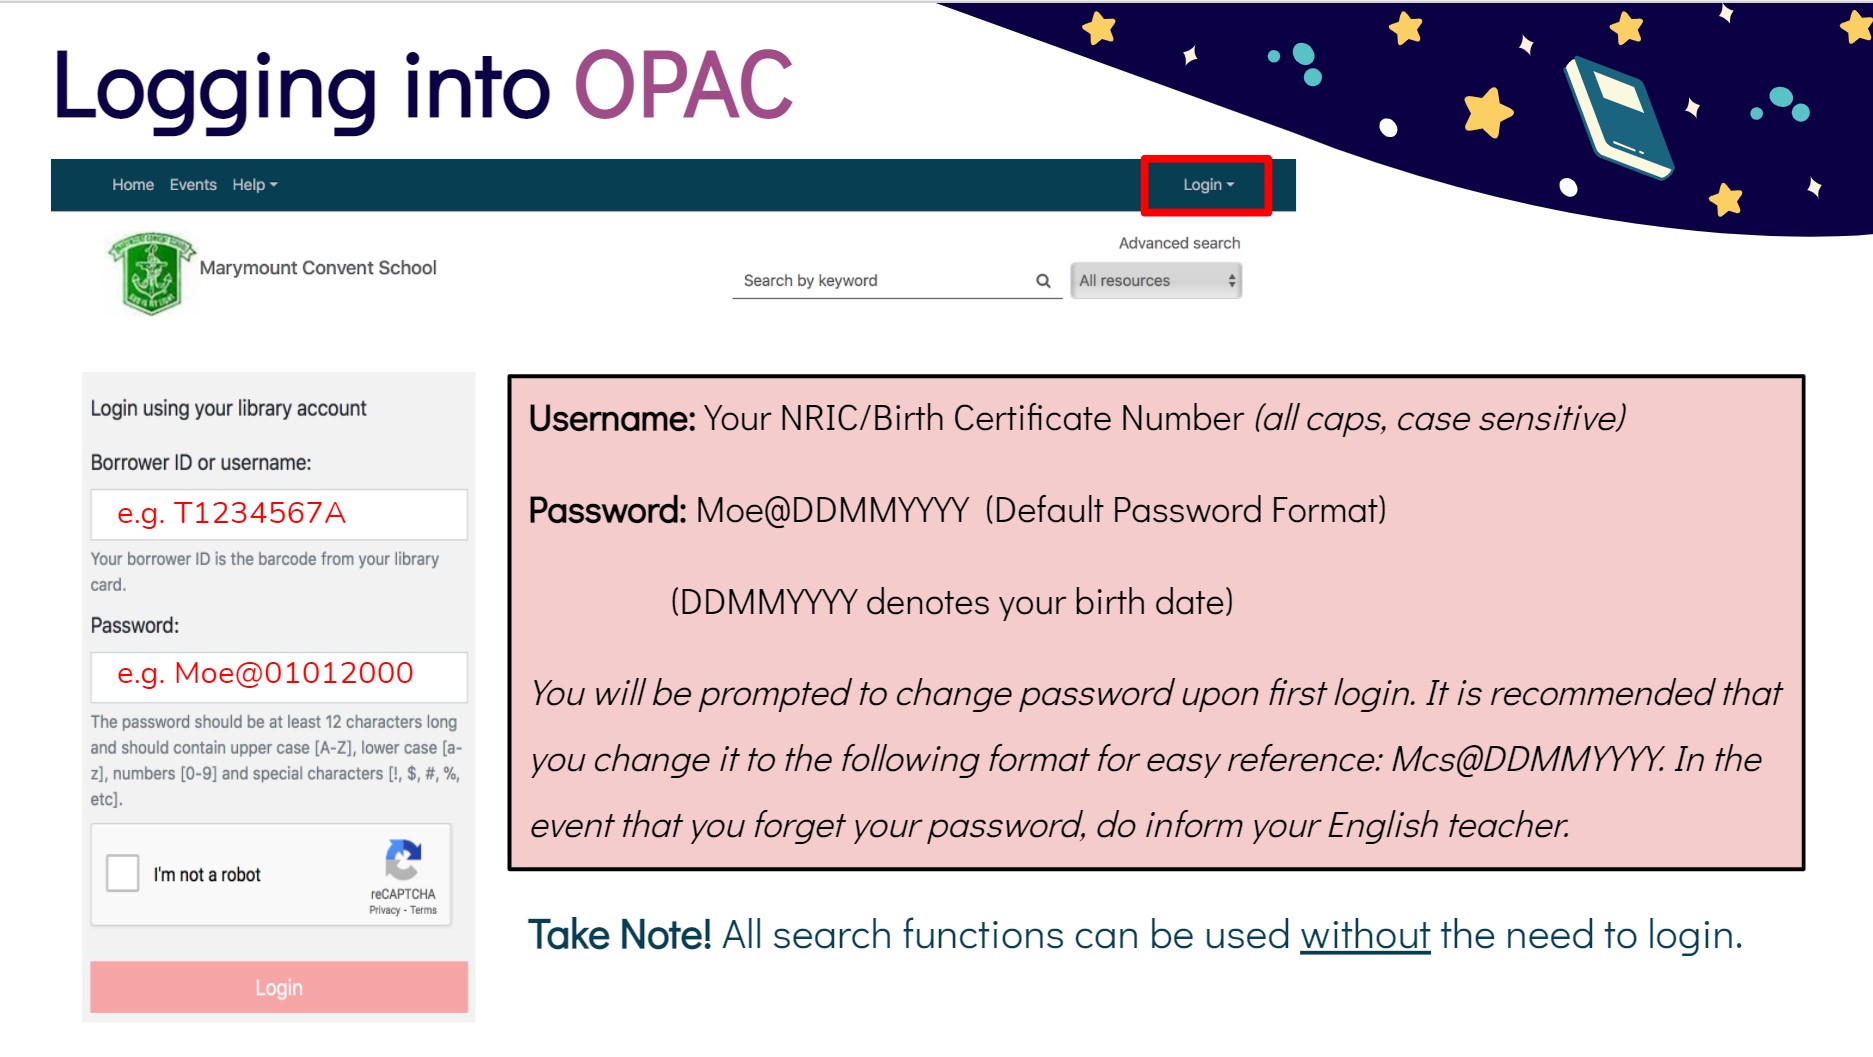 Logging into OPAC
Home Events Help
Login
Marymount Convent School
Advanced search
Search by keyword
All resources
Login using your library account
Borrower ID or username:
e.g. T1234567A
Your borrower ID is the barcode from your library
card.
Password:
e.g. Moe@01012000
The password should be at least 12 characters long
and should contain upper case [A-Z], lower case [a-
z], numbers [0-9] and special characters [!, $, #, %,
etc].
I'm not a robot
reCAPTCHA
Privacy - Terms
Login
Username: Your NRIC/Birth Certificate Number (all caps, case sensitive)
Password: Moe@DDMMYYYY (Default Password Format)
(DDMMYYYY denotes your birth date)
You will be prompted to change password upon first login. It is recommended that
you change it to the following format for easy reference: Mcs@DDMMYYYY. In the
event that you forget your password, do inform your English teacher.
Take Note! All search functions can be used without the need to login.